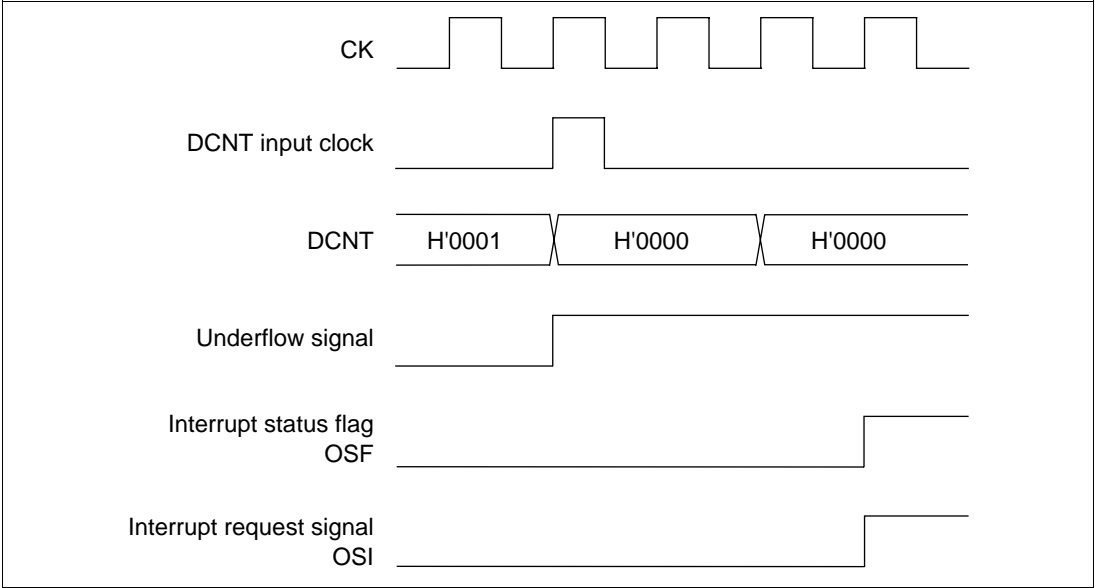 CK
DCNT input clock
DCNT
H'0001
H'0000
H'0000
Underflow signal
Interrupt status flag
OSF
Interrupt request signal
OSI